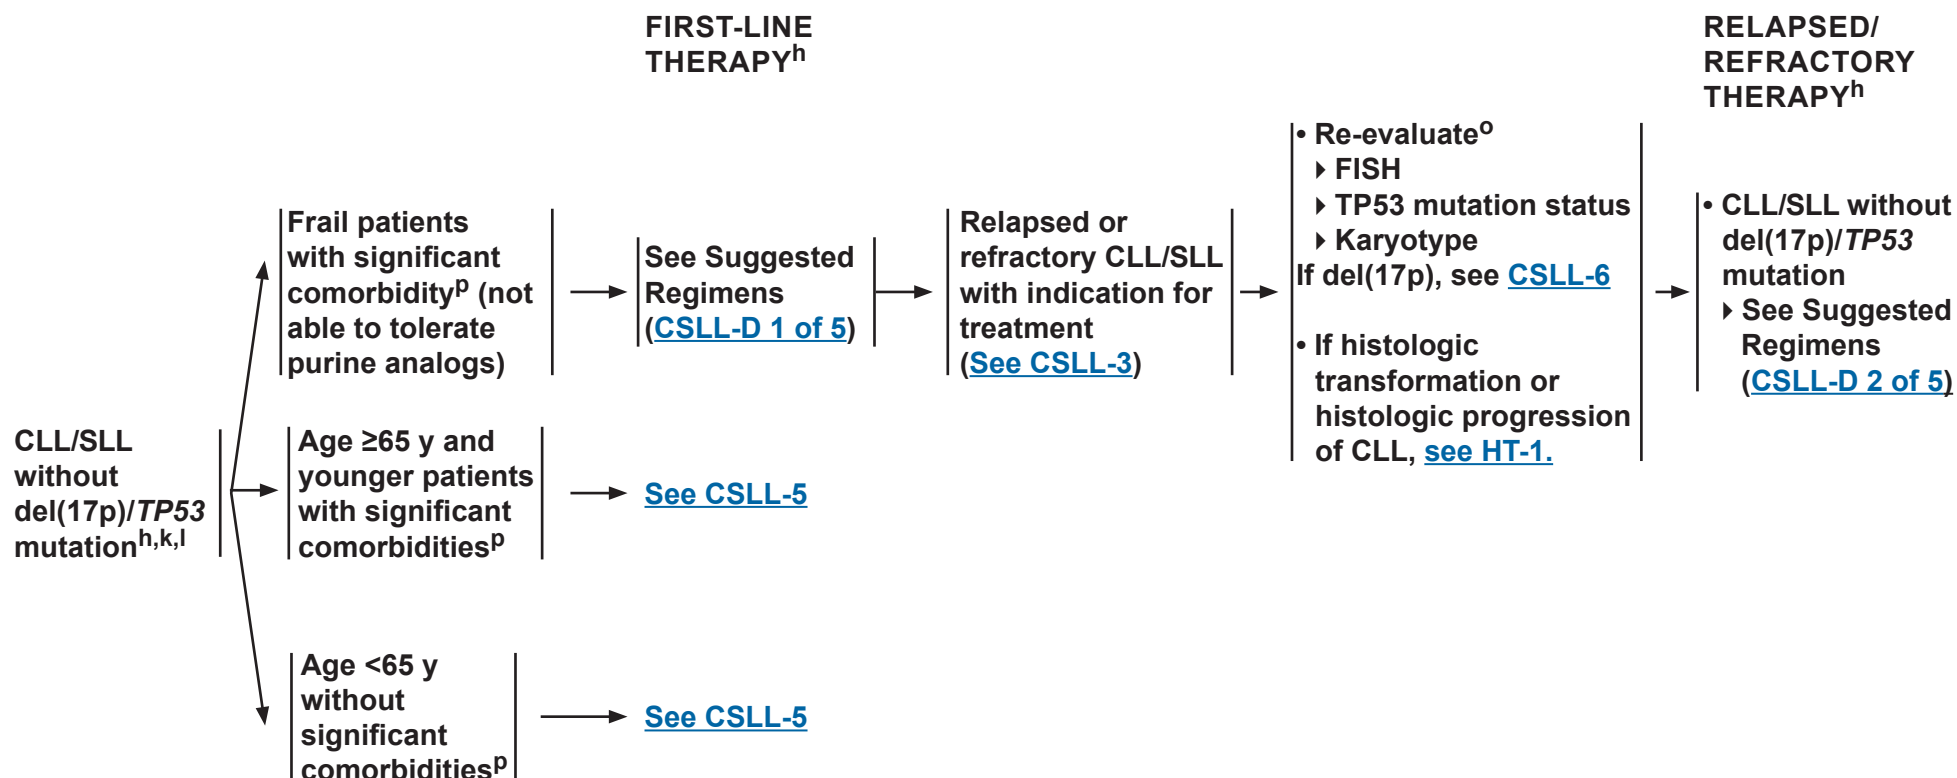 FIRST-LINE
THERAPYh
RELAPSED/
REFRACTORY
THERAPYh
CLL/SLL
without
del(17p)/TP53
mutationh,k,l
Frail patients
with significant
comorbidityp (not
able to tolerate
purine analogs)
See Suggested
Regimens
(CSLL-D 1 of 5)
Relapsed or
refractory CLL/SLL
with indication for
treatment
(See CSLL-3)
• Re-evaluateo
‣ FISH
‣ TP53 mutation status
‣ Karyotype
If del(17p), see CSLL-6
• If histologic
transformation or
histologic progression
of CLL, see HT-1.
• CLL/SLL without
del(17p)/TP53
mutation
‣ See Suggested
Regimens
(CSLL-D 2 of 5)
Age ≥65 y and
younger patients
with significant
comorbiditiesp
See CSLL-5
Age <65 y
without
significant
comorbiditiesp
See CSLL-5